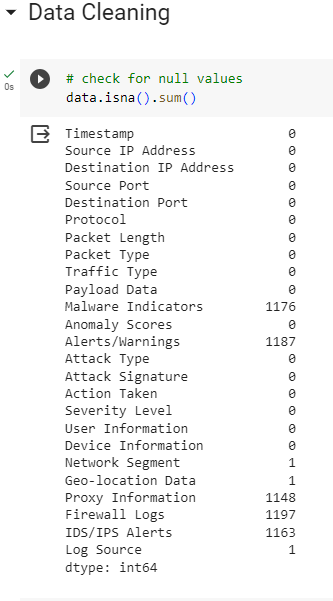 Data Cleaning
0s
# check for null values
data.isna().sum()
Timestamp 0
Source IP Address 0
Destination IP Address 0
Source Port 0
Destination Port 0
Protocol 0
Packet Length 0
Packet Type 0
Traffic Type 0
Payload Data 0
Malware Indicators 1176
Anomaly Scores 0
Alerts/Warnings 1187
Attack Type 0
Attack Signature 0
Action Taken 0
Severity Level 0
User Information 0
Device Information 0
Network Segment 1
Geo-location Data 1
Proxy Information 1148
Firewall Logs 1197
IDS/IPS Alerts 1163
Log Source 1
dtype: int64